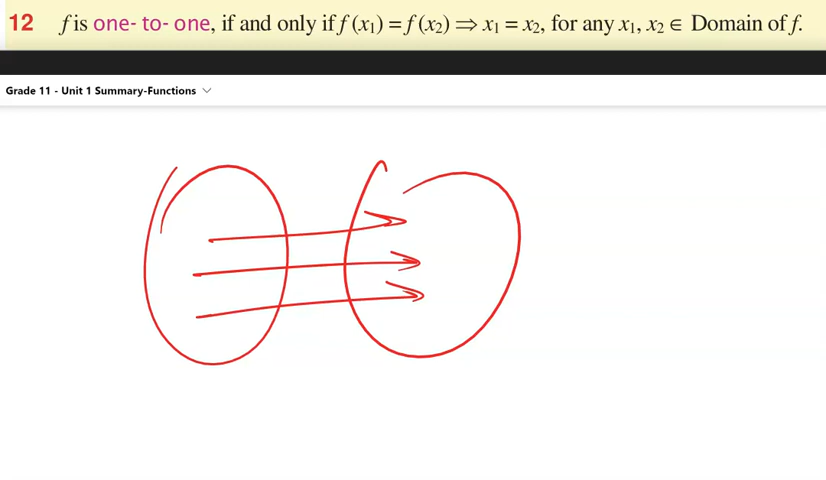 12 f is one- to- one, if and only if f (x₁) = f (x₂) ⇒ x₁ = x₂, for any x₁, x₂ ∈ Domain of f.
Grade 11 - Unit 1 Summary-Functions